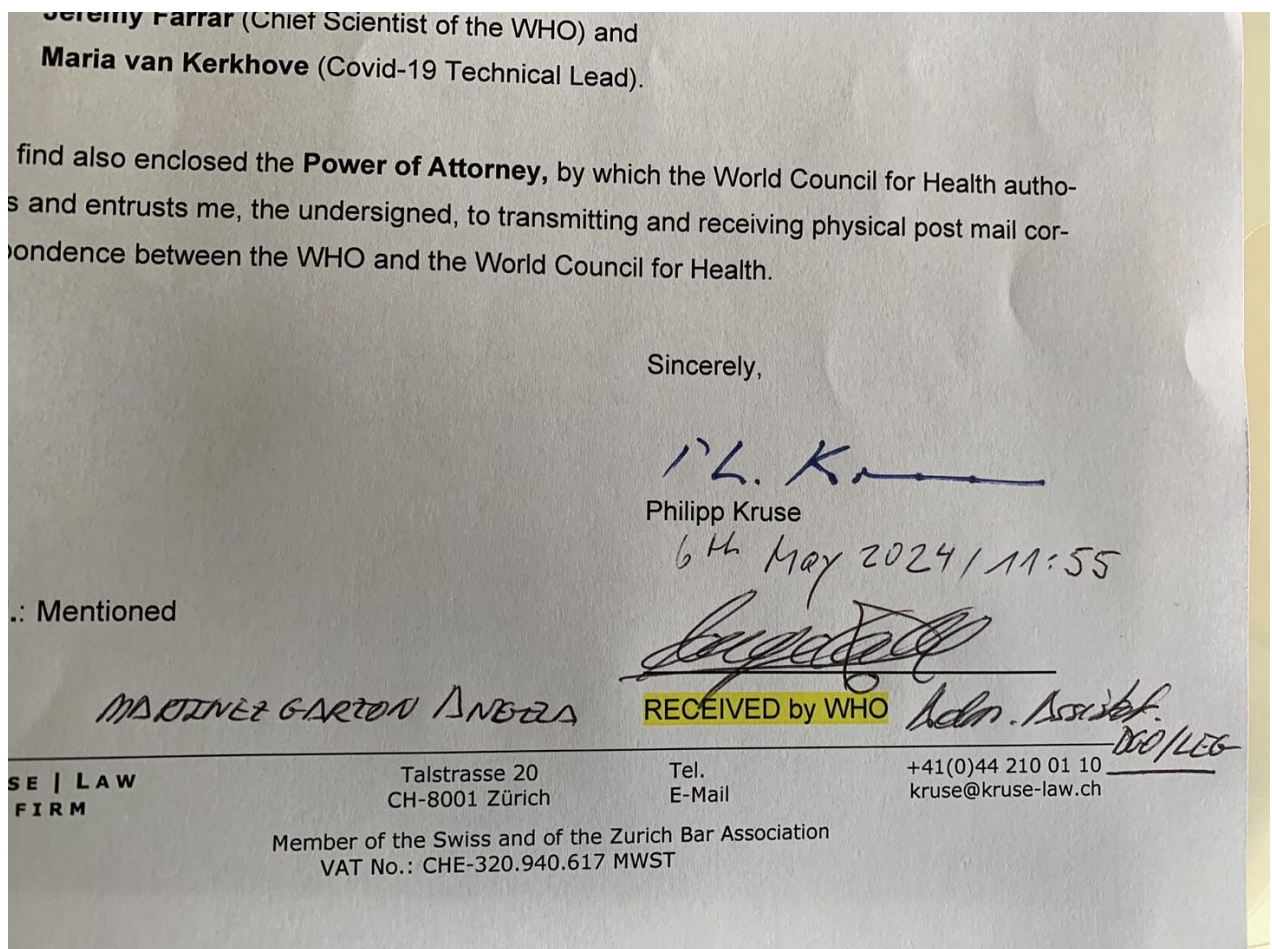 Jeremy Farrar (Chief Scientist of the WHO) and
Maria van Kerkhove (Covid-19 Technical Lead).
find also enclosed the Power of Attorney, by which the World Council for Health autho-
s and entrusts me, the undersigned, to transmitting and receiving physical post mail cor-
pondence between the WHO and the World Council for Health.
Sincerely,
Ph. K
Philipp Kruse
6th May 2024 / 11:55
.: Mentioned
MARTINEZ GARZON ANGELA
RECEIVED by WHO Adm. Assist.
DGO/LEG
SE | LAW
FIRM
Talstrasse 20
CH-8001 Zürich
Tel.
E-Mail
+41(0)44 210 01 10
kruse@kruse-law.ch
Member of the Swiss and of the Zurich Bar Association
VAT No.: CHE-320.940.617 MWST